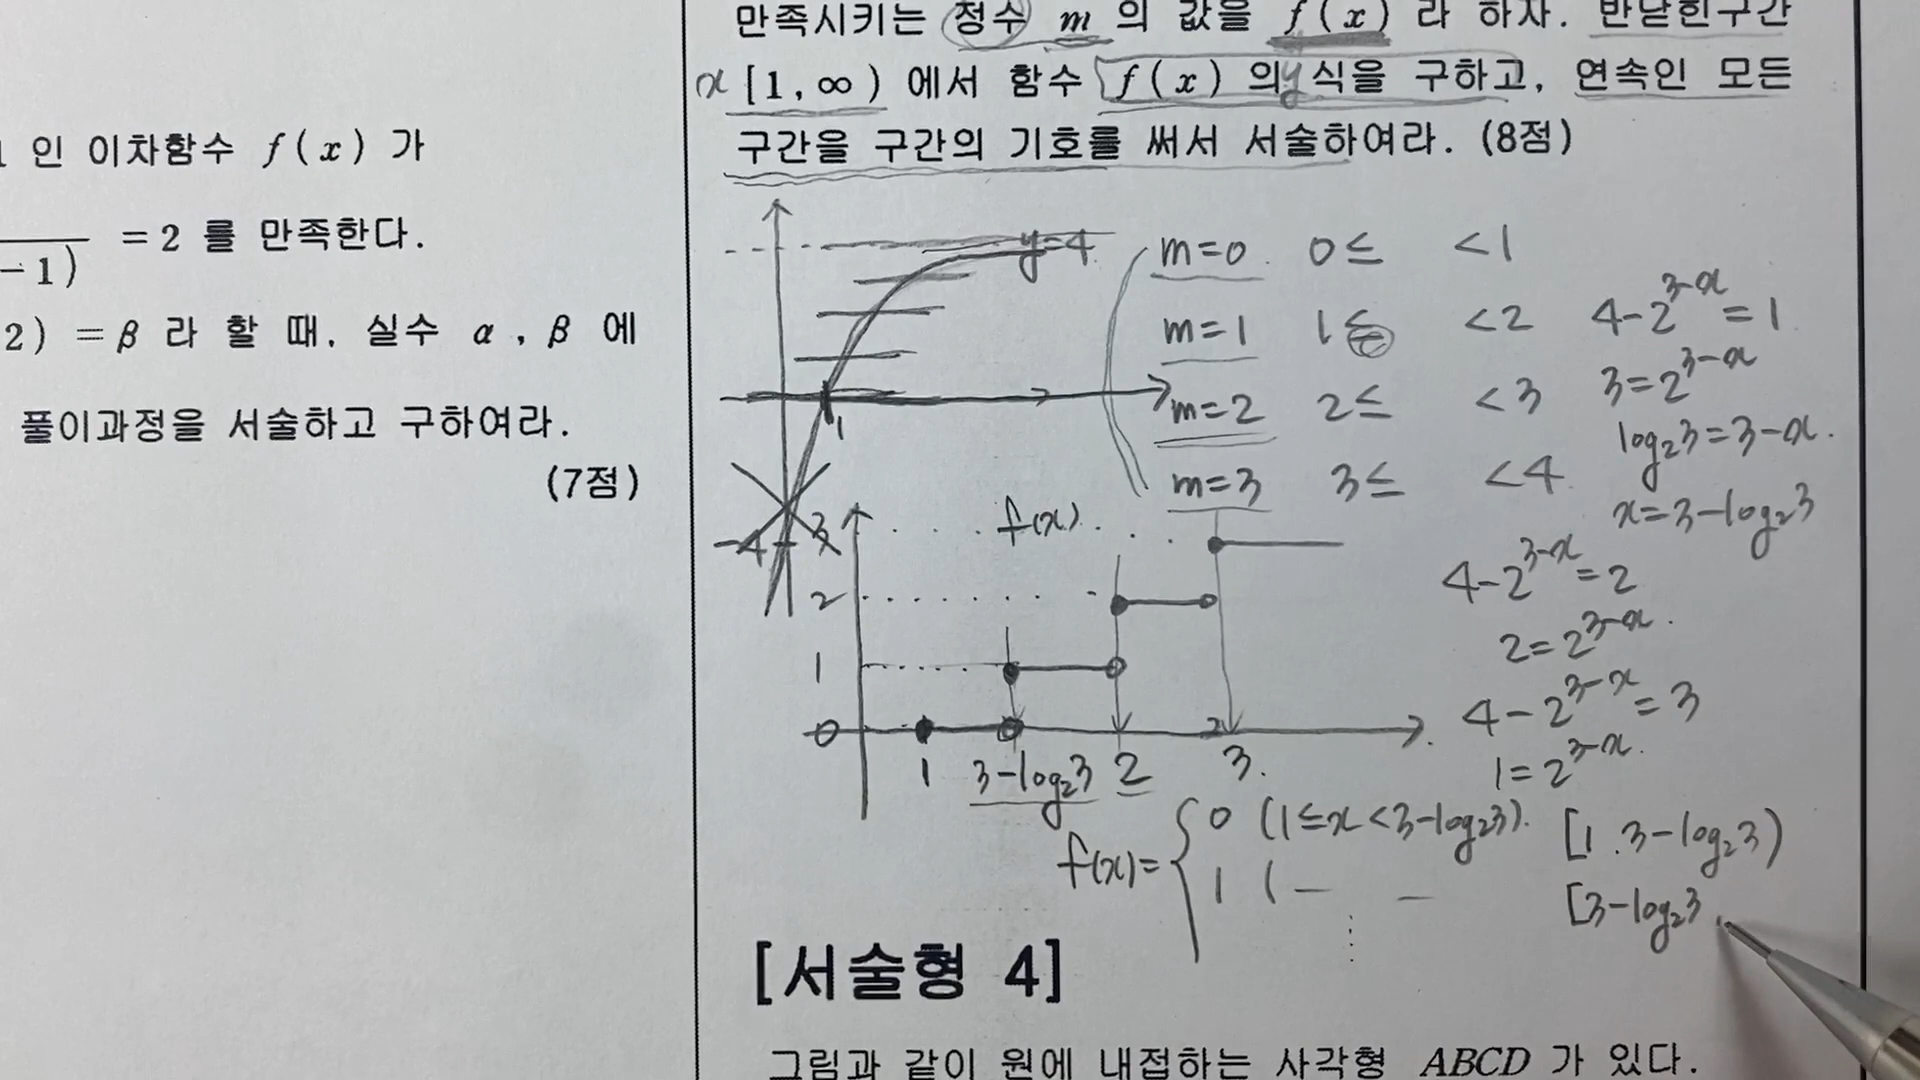 인 이차함수 f(x) 가
-1) =2 를 만족한다.
2) =β 라 할 때, 실수 α, β 에
풀이과정을 서술하고 구하여라.
(7점)
만족시키는 정수 m 의 값을 f(x) 라 하자. 반닫힌구간
x [1, ∞) 에서 함수 f(x) 의 y 식을 구하고, 연속인 모든
구간을 구간의 기호를 써서 서술하여라. (8점)
y=4
1
-4
m=0 0≤ <1
m=1 1≤ <2
m=2 2≤ <3
m=3 3≤ <4
4-2^{3-x}=1
3=2^{3-x}
log₂3=3-x.
x=3-log₂3
4-2^{3-x}=2
2=2^{3-x}.
4-2^{3-x}=3
1=2^{3-x}.
f(x).
3
2
1
0
1 3-log₂3 2 3.
f(x)= { 0 (1≤x<3-log₂3). [1, 3-log₂3)
1 ( — — [3-log₂3,
[서술형 4]
그림과 같이 원에 내접하는 사각형 ABCD 가 있다.